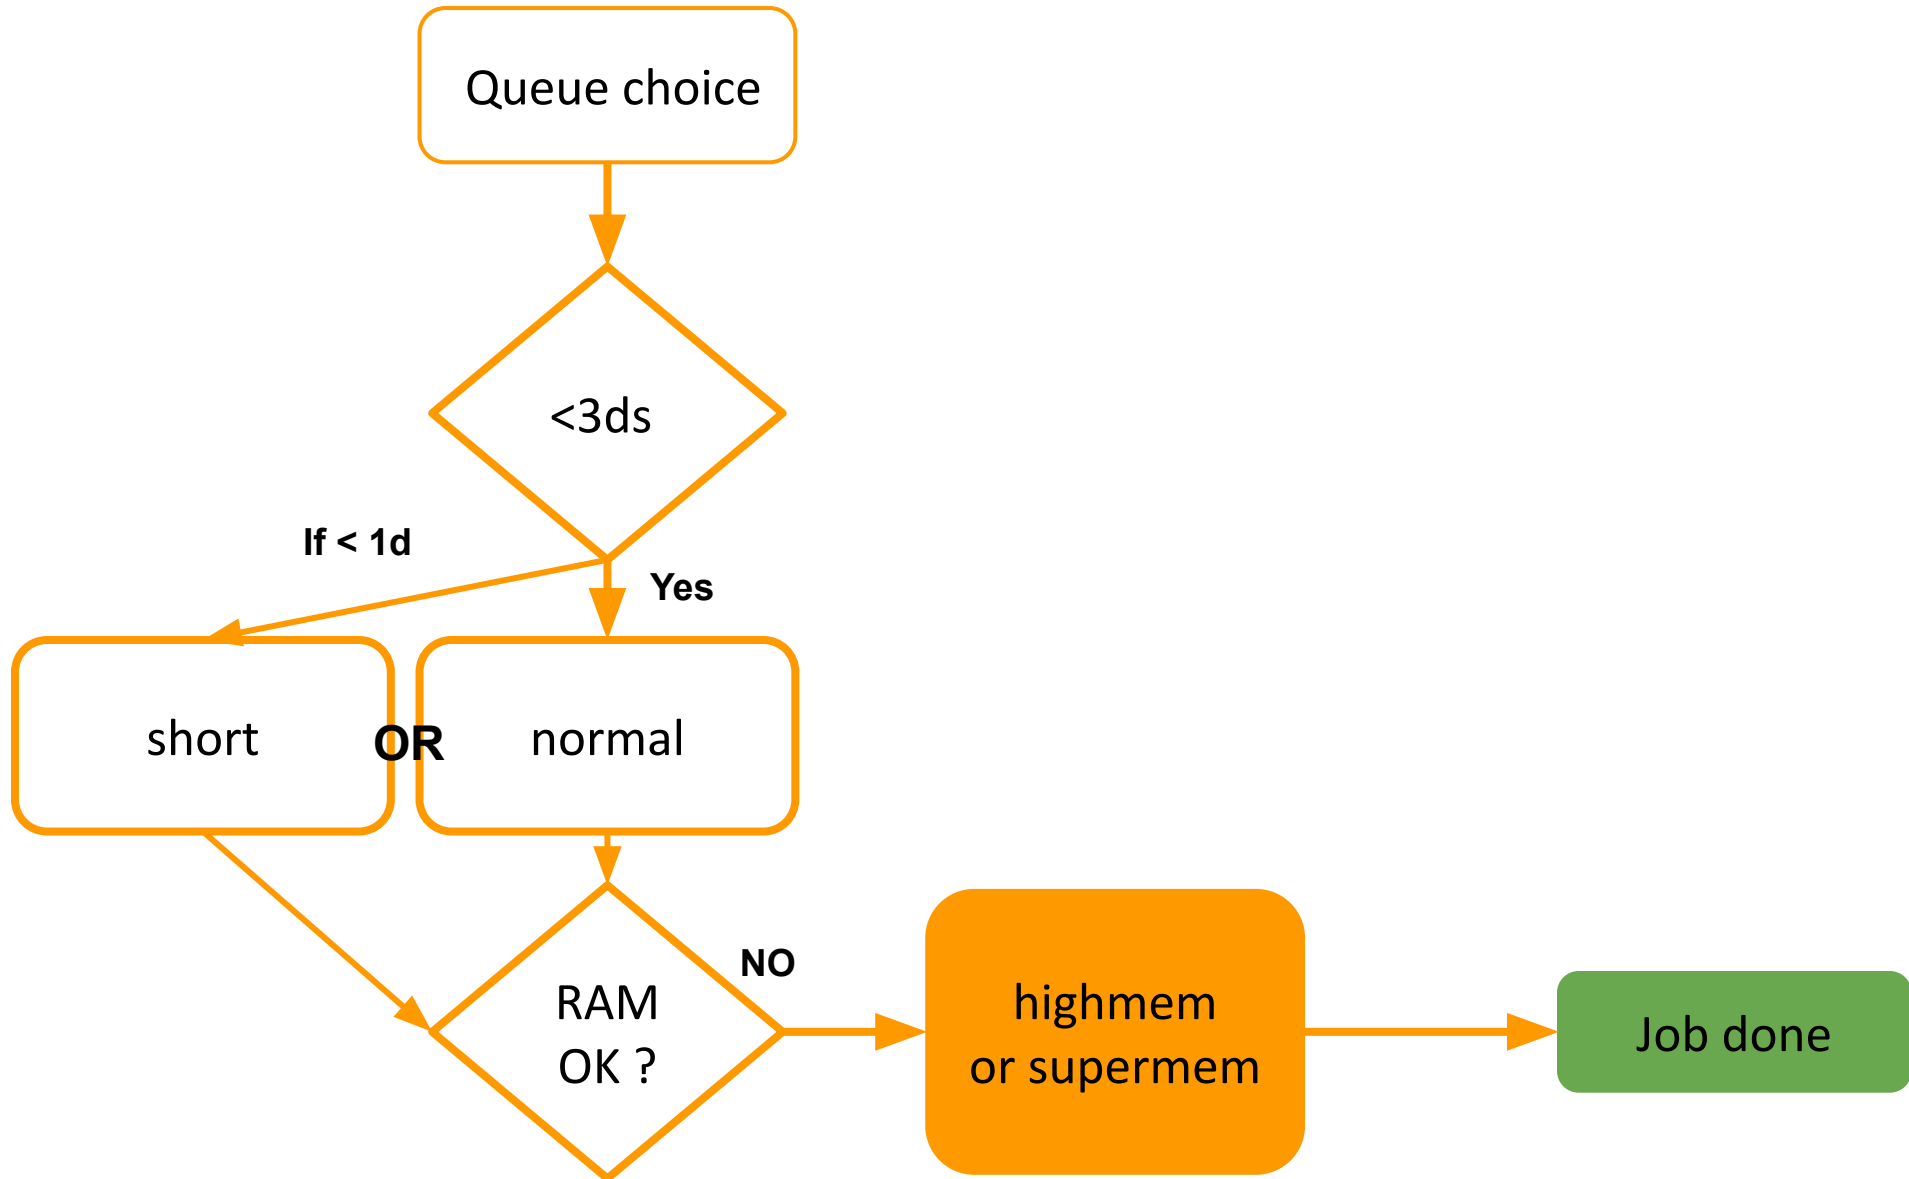 Queue choice
<3ds
If < 1d
Yes
short
OR
normal
RAM
OK ?
NO
highmem
or supermem
Job done